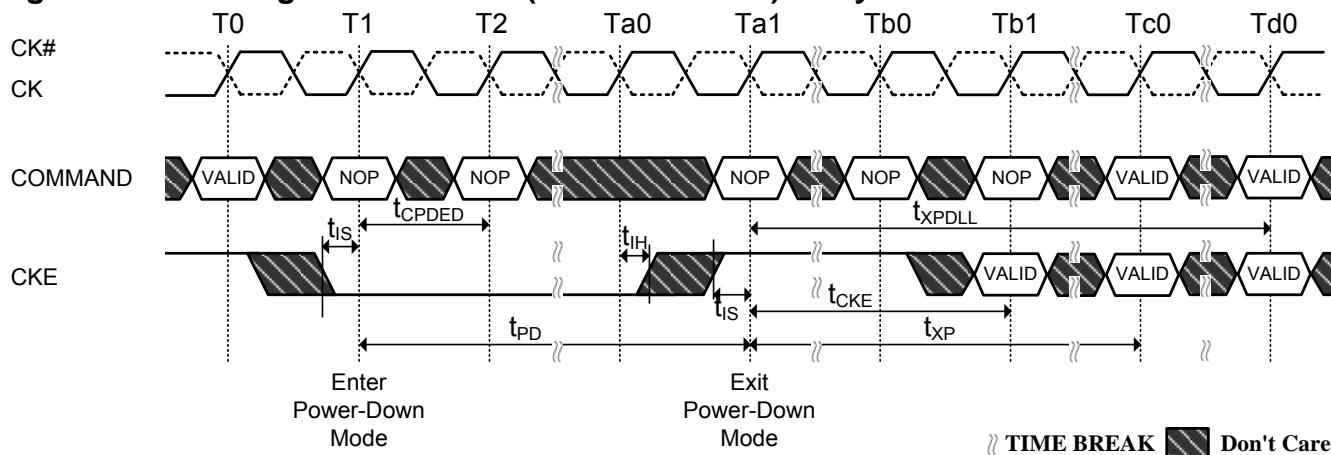 T0 T1 T2 Ta0 Ta1 Tb0 Tb1 Tc0 Td0
CK#
CK
COMMAND VALID NOP NOP NOP NOP NOP VALID VALID
tCPDED tXPDLL
tIS tIH
CKE VALID VALID VALID
tIS tCKE
tPD tXP
Enter Power-Down Mode
Exit Power-Down Mode
TIME BREAK Don't Care